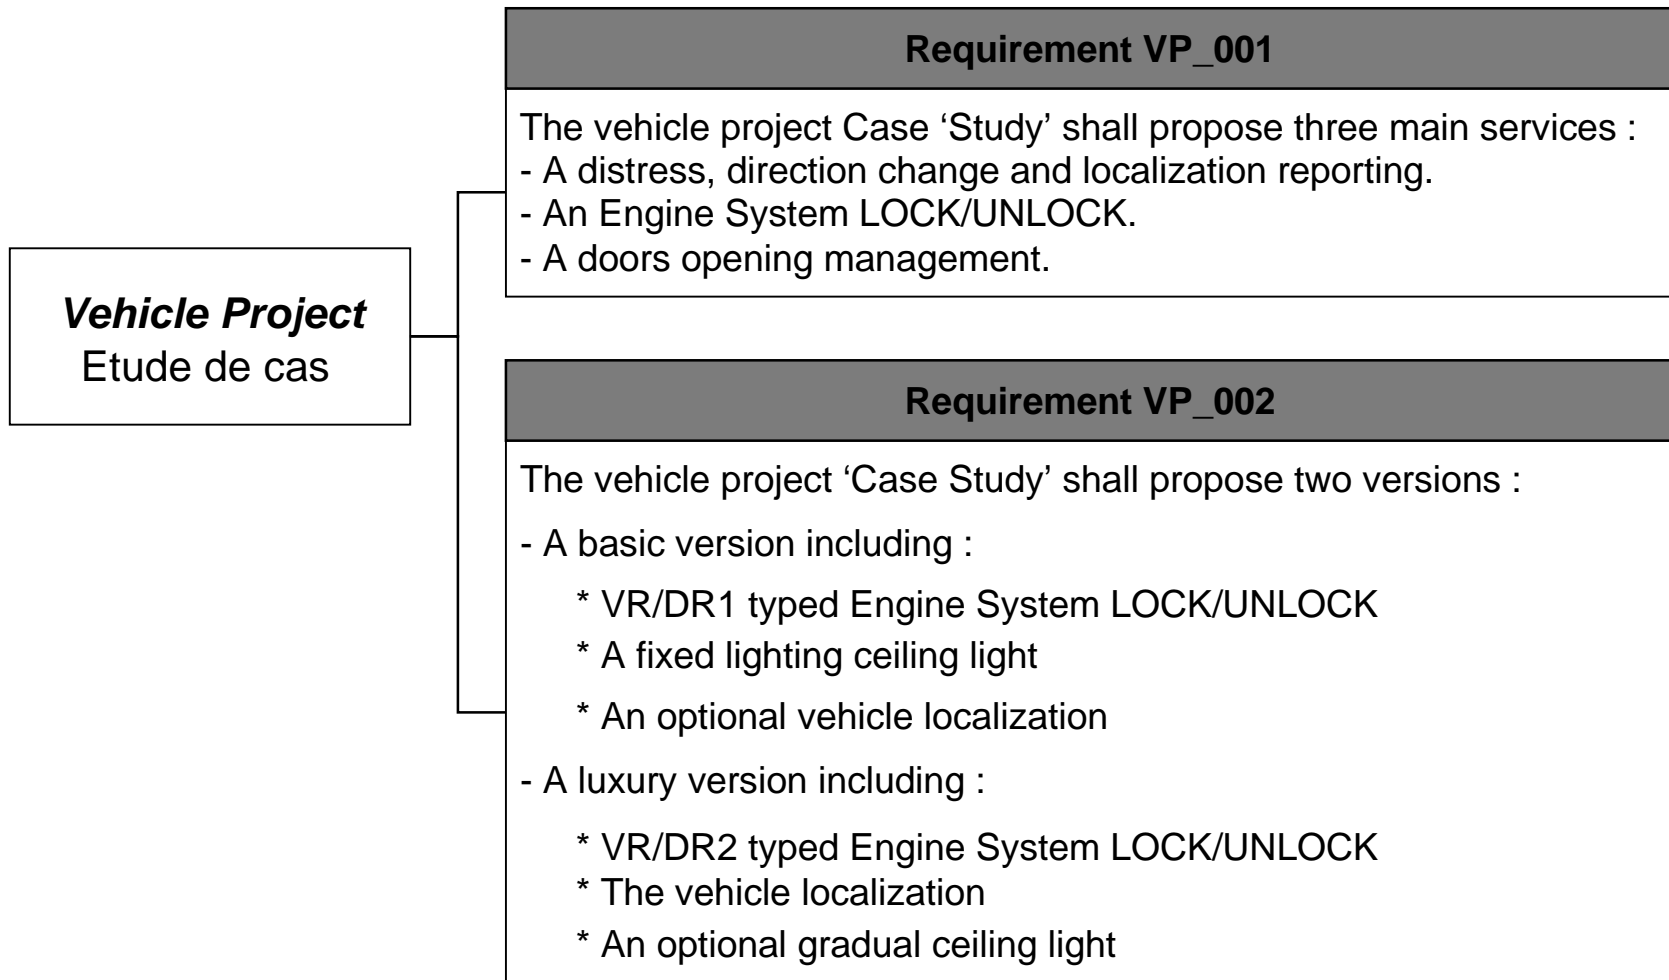 Vehicle Project
Etude de cas
Requirement VP_001
The vehicle project Case ‘Study’ shall propose three main services :
- A distress, direction change and localization reporting.
- An Engine System LOCK/UNLOCK.
- A doors opening management.
Requirement VP_002
The vehicle project ‘Case Study’ shall propose two versions :
- A basic version including :
* VR/DR1 typed Engine System LOCK/UNLOCK
* A fixed lighting ceiling light
* An optional vehicle localization
- A luxury version including :
* VR/DR2 typed Engine System LOCK/UNLOCK
* The vehicle localization
* An optional gradual ceiling light